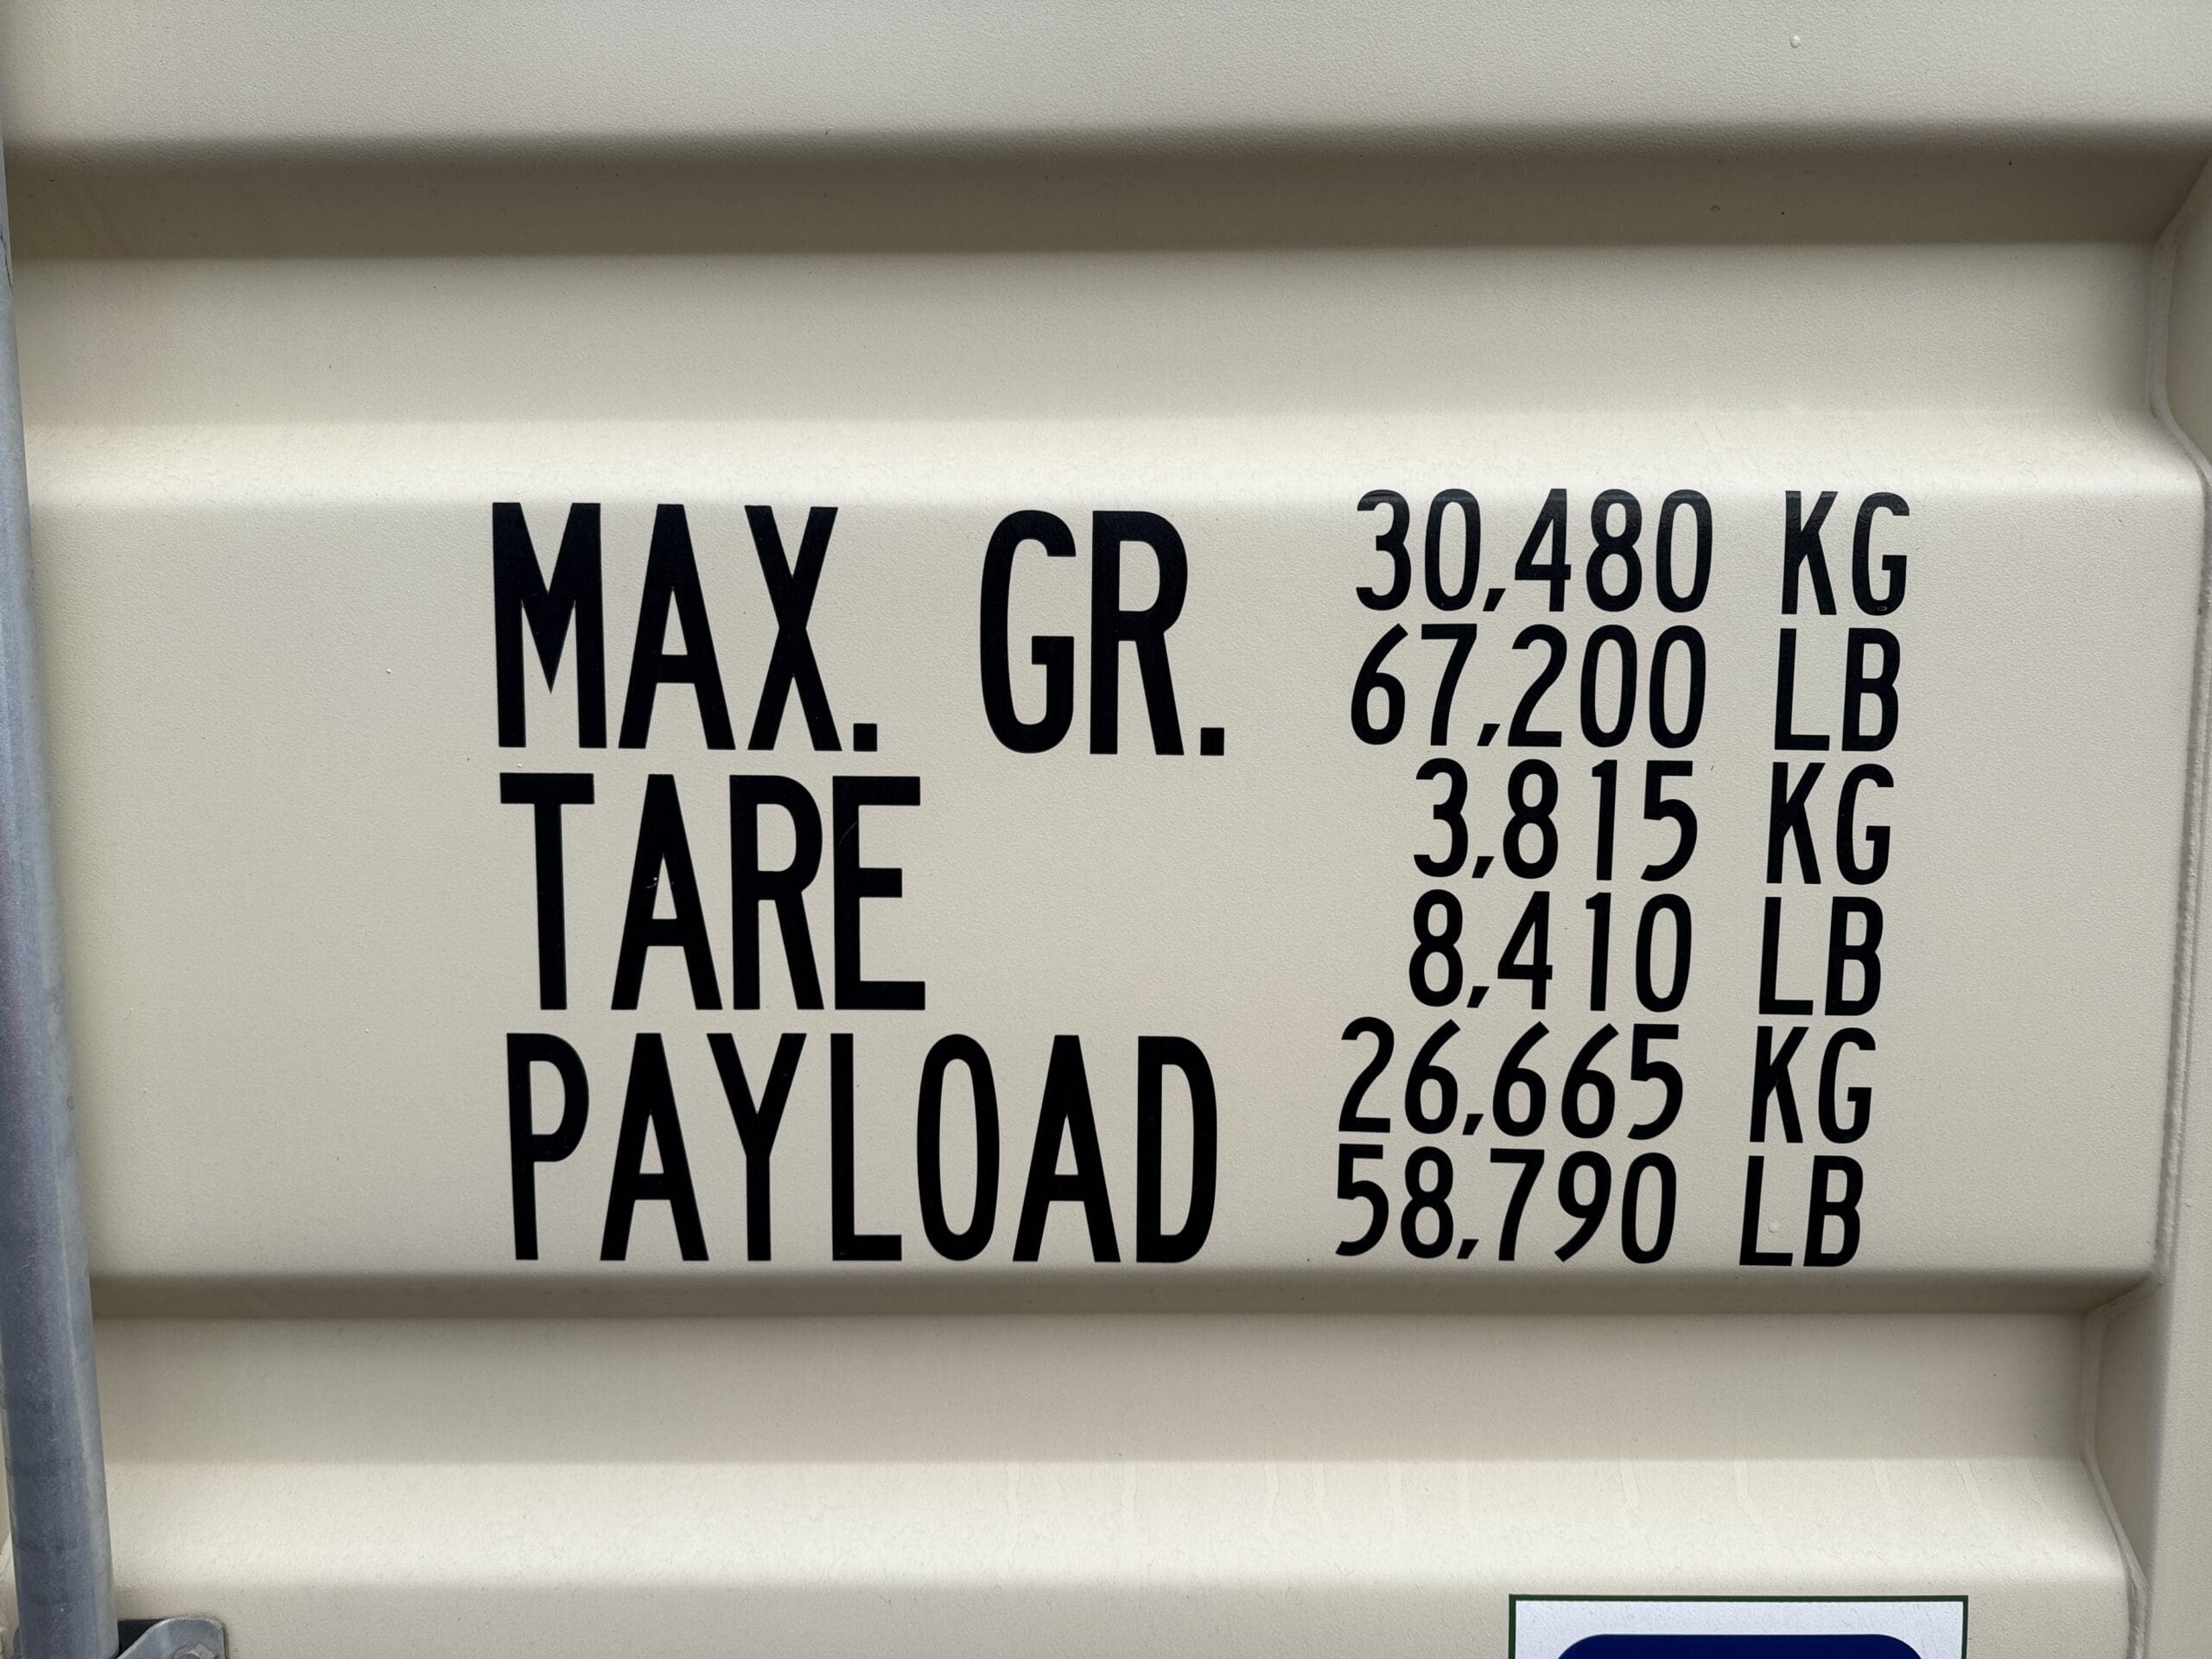 MAX. GR. 30,480 KG
67,200 LB
TARE 3,815 KG
8,410 LB
PAYLOAD 26,665 KG
58,790 LB